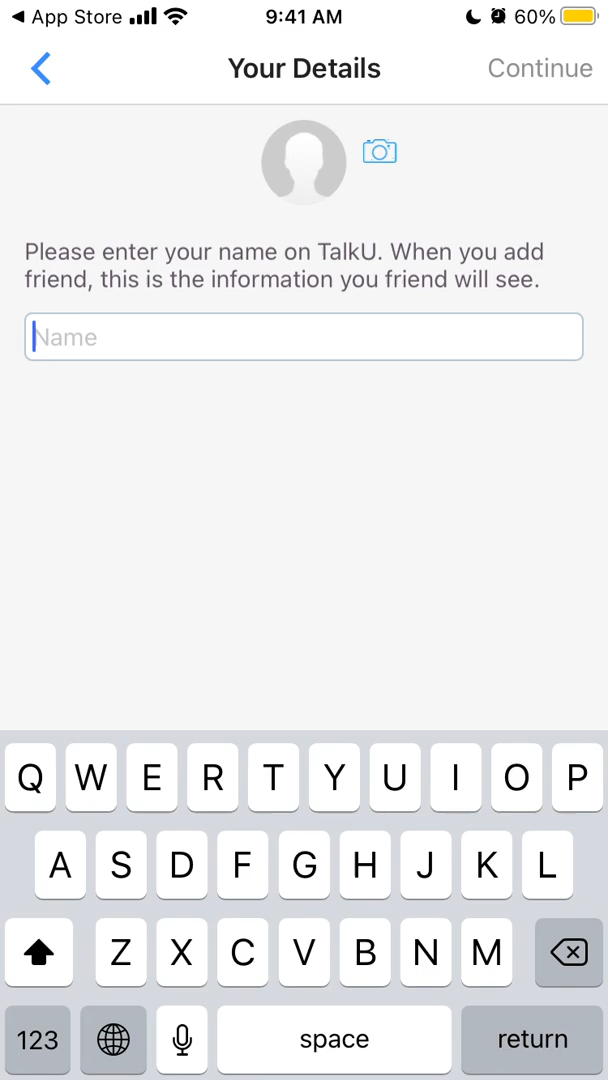 App Store 9:41 AM 60%
Your Details Continue
Please enter your name on TalkU. When you add
friend, this is the information you friend will see.
Name
Q W E R T Y U I O P
A S D F G H J K L
Z X C V B N M
123 space return